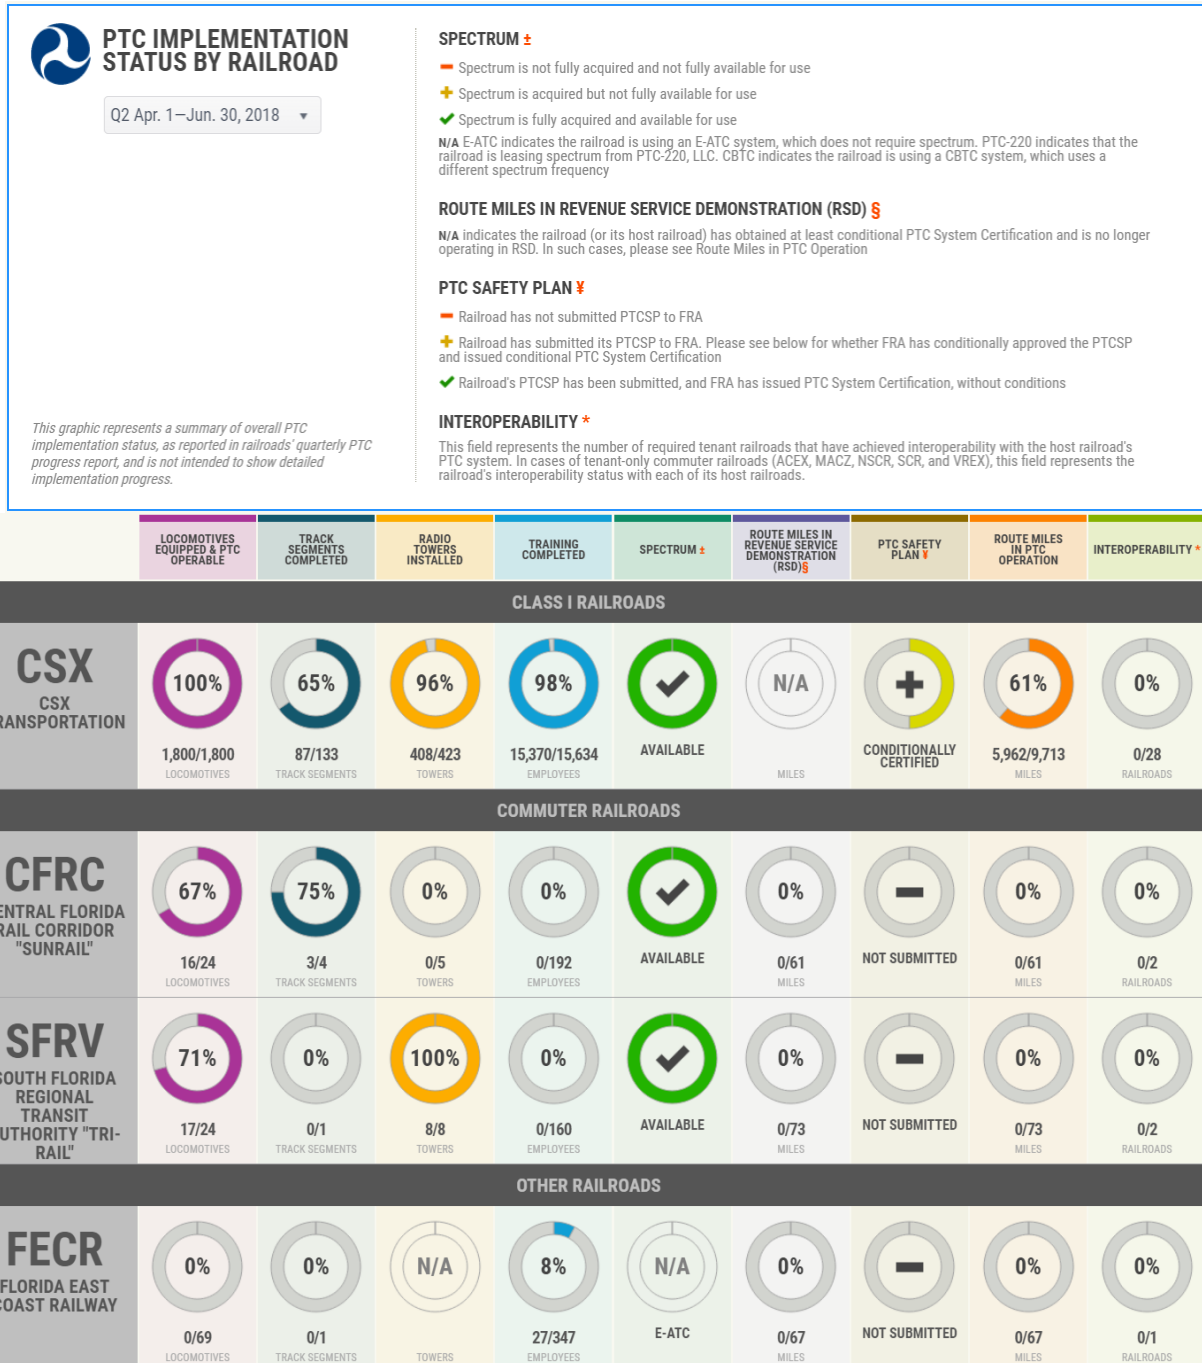 PTC IMPLEMENTATION
STATUS BY RAILROAD
Q2 Apr. 1—Jun. 30, 2018
This graphic represents a summary of overall PTC
implementation status, as reported in railroads' quarterly PTC
progress report, and is not intended to show detailed
implementation progress.
SPECTRUM ±
Spectrum is not fully acquired and not fully available for use
Spectrum is acquired but not fully available for use
Spectrum is fully acquired and available for use
N/A E-ATC indicates the railroad is using an E-ATC system, which does not require spectrum. PTC-220 indicates that the
railroad is leasing spectrum from PTC-220, LLC. CBTC indicates the railroad is using a CBTC system, which uses a
different spectrum frequency
ROUTE MILES IN REVENUE SERVICE DEMONSTRATION (RSD) §
N/A indicates the railroad (or its host railroad) has obtained at least conditional PTC System Certification and is no longer
operating in RSD. In such cases, please see Route Miles in PTC Operation
PTC SAFETY PLAN ¥
Railroad has not submitted PTCSP to FRA
Railroad has submitted its PTCSP to FRA. Please see below for whether FRA has conditionally approved the PTCSP
and issued conditional PTC System Certification
Railroad's PTCSP has been submitted, and FRA has issued PTC System Certification, without conditions
INTEROPERABILITY *
This field represents the number of required tenant railroads that have achieved interoperability with the host railroad's
PTC system. In cases of tenant-only commuter railroads (ACEX, MACZ, NSCR, SCR, and VREX), this field represents the
railroad's interoperability status with each of its host railroads.
LOCOMOTIVES
EQUIPPED & PTC
OPERABLE
TRACK
SEGMENTS
COMPLETED
RADIO
TOWERS
INSTALLED
TRAINING
COMPLETED
SPECTRUM ±
ROUTE MILES IN
REVENUE SERVICE
DEMONSTRATION
(RSD)§
PTC SAFETY
PLAN ¥
ROUTE MILES
IN PTC
OPERATION
INTEROPERABILITY *
CLASS I RAILROADS
CSX
CSX
RANSPORTATION
100% 65% 96% 98% N/A 61% 0%
1,800/1,800 87/133 408/423 15,370/15,634 AVAILABLE CONDITIONALLY
CERTIFIED 5,962/9,713 0/28
LOCOMOTIVES TRACK SEGMENTS TOWERS EMPLOYEES MILES MILES RAILROADS
COMMUTER RAILROADS
CFRC
ENTRAL FLORIDA
RAIL CORRIDOR
"SUNRAIL"
67% 75% 0% 0% 0% 0% 0%
16/24 3/4 0/5 0/192 AVAILABLE 0/61 NOT SUBMITTED 0/61 0/2
LOCOMOTIVES TRACK SEGMENTS TOWERS EMPLOYEES MILES MILES RAILROADS
SFRV
SOUTH FLORIDA
REGIONAL
TRANSIT
UTHORITY "TRI-
RAIL"
71% 0% 100% 0% 0% 0% 0%
17/24 0/1 8/8 0/160 AVAILABLE 0/73 NOT SUBMITTED 0/73 0/2
LOCOMOTIVES TRACK SEGMENTS TOWERS EMPLOYEES MILES MILES RAILROADS
OTHER RAILROADS
FECR
FLORIDA EAST
COAST RAILWAY
0% 0% N/A 8% N/A 0% 0% 0%
0/69 0/1 27/347 E-ATC 0/67 NOT SUBMITTED 0/67 0/1
LOCOMOTIVES TRACK SEGMENTS TOWERS EMPLOYEES MILES MILES RAILROADS